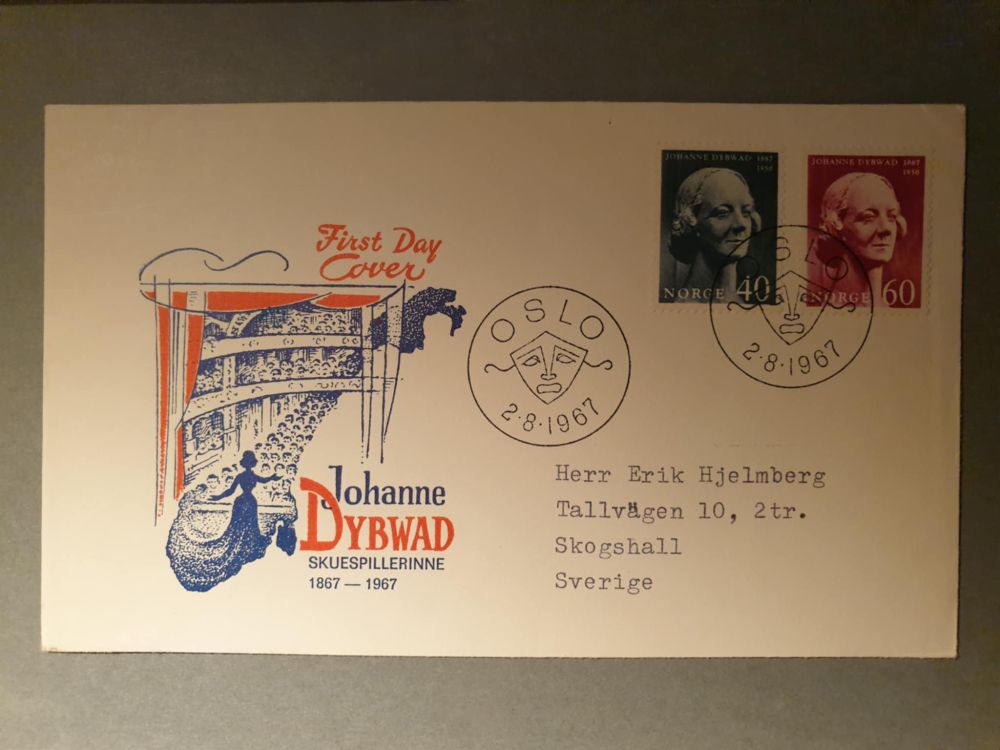 JOHANNE DYBWAD 1867
1950
NORGE 40
JOHANNE DYBWAD 1867
1950
NORGE 60
OSLO
2·8·1967
First Day
Cover
OSLO
2·8·1967
Johanne
DYBWAD
SKUESPILLERINNE
1867 — 1967
Herr Erik Hjelmberg
Tallvägen 10, 2tr.
Skogshall
Sverige